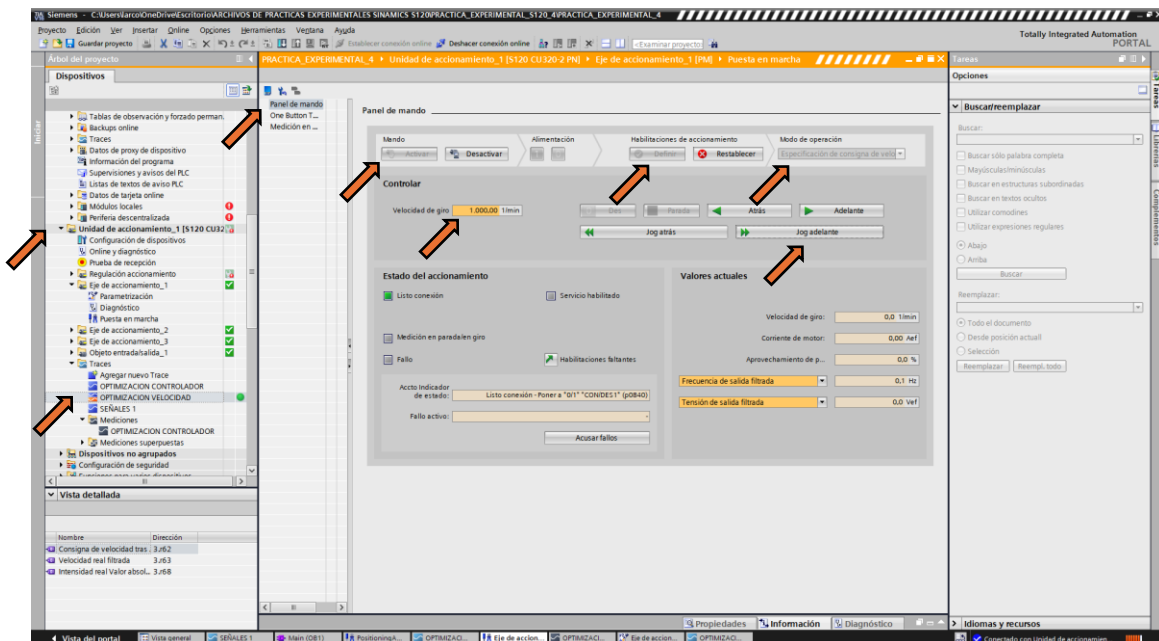 Siemens - C:\Users\larco\OneDrive\Escritorio\ARCHIVOS DE PRACTICAS EXPERIMENTALES SINAMICS S120\PRACTICA_EXPERIMENTAL_S120_4\PRACTICA_EXPERIMENTAL_4
Proyecto Edición Ver Insertar Online Opciones Herramientas Ventana Ayuda
Guardar proyecto Establecer conexión online Deshacer conexión online <Examinar proyecto>
Totally Integrated Automation
PORTAL
Árbol del proyecto
Dispositivos
Tablas de observación y forzado perman.
Backups online
Traces
Datos de proxy de dispositivo
Información del programa
Supervisiones y avisos del PLC
Listas de textos de aviso PLC
Datos de tarjeta online
Módulos locales
Periferia descentralizada
Unidad de accionamiento_1 [S120 CU32
Configuración de dispositivos
Online y diagnóstico
Prueba de recepción
Regulación accionamiento
Eje de accionamiento_1
Parametrización
Diagnóstico
Puesta en marcha
Eje de accionamiento_2
Eje de accionamiento_3
Objeto entrada/salida_1
Traces
Agregar nuevo Trace
OPTIMIZACION CONTROLADOR
OPTIMIZACION VELOCIDAD
SEÑALES 1
Mediciones
OPTIMIZACION CONTROLADOR
Mediciones superpuestas
Dispositivos no agrupados
Configuración de seguridad
Vista detallada
Nombre Dirección
Consigna de velocidad tras . 3.r62
Velocidad real filtrada 3.r63
Intensidad real Valor absol... 3.r68
Iniciar
PRACTICA_EXPERIMENTAL_4 Unidad de accionamiento_1 [S120 CU320-2 PN] Eje de accionamiento_1 [PM] Puesta en marcha
Panel de mando
One Button T...
Medición en ...
Panel de mando
Mando Alimentación Habilitaciones de accionamiento Modo de operación
Activar Desactivar Definir Restablecer Especificación de consigna de velo
Controlar
Velocidad de giro 1.000,00 1/min
Des Parada Atrás Adelante
Jog atrás Jog adelante
Estado del accionamiento
Listo conexión Servicio habilitado
Medición en parada/en giro
Fallo Habilitaciones faltantes
Accto Indicador
de estado: Listo conexión - Poner a "0/1" "CON/DES1" (p0840)
Fallo activo: -
Acusar fallos
Valores actuales
Velocidad de giro: 0,0 1/min
Corriente de motor: 0,00 Aef
Aprovechamiento de p... 0,0 %
Frecuencia de salida filtrada 0,1 Hz
Tensión de salida filtrada 0,0 Vef
Propiedades Información Diagnóstico
Tareas
Opciones
Buscar/reemplazar
Buscar:
Buscar sólo palabra completa
Mayúsculas/minúsculas
Buscar en estructuras subordinadas
Buscar en textos ocultos
Utilizar comodines
Utilizar expresiones regulares
Abajo
Arriba
Buscar
Reemplazar:
Todo el documento
Desde posición actual
Selección
Reemplazar Reempl. todo
Idiomas y recursos
Tareas
Librerías
Complementos
Vista del portal Vista general SEÑALES 1 Main (OB1) PositioningA... OPTIMIZACI... Eje de accion... OPTIMIZACI... Eje de accion... OPTIMIZACI...
Conectado con Unidad de accionamien...